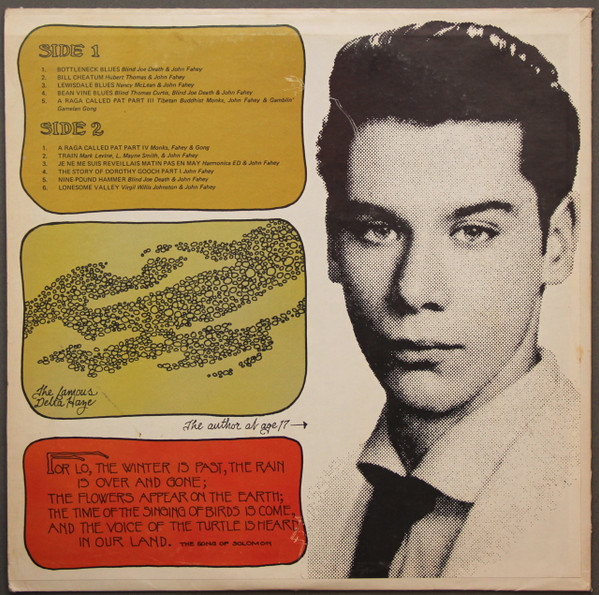 SIDE 1
1. BOTTLENECK BLUES Blind Joe Death & John Fahey
2. BILL CHEATUM Hubert Thomas & John Fahey
3. LEWISDALE BLUES Nancy McLean & John Fahey
4. BEAN VINE BLUES Blind Thomas Curtis, Blind Joe Death & John Fahey
5. A RAGA CALLED PAT PART III Tibetan Buddhist Monks, John Fahey & Gamblin'
Gamelan Gong
SIDE 2
1. A RAGA CALLED PAT PART IV Monks, Fahey & Gong
2. TRAIN Mark Levine, L. Mayne Smith, & John Fahey
3. JE NE ME SUIS REVEILLAIS MATIN PAS EN MAY Harmonica ED & John Fahey
4. THE STORY OF DOROTHY GOOCH PART I John Fahey
5. NINE-POUND HAMMER Blind Joe Death & John Fahey
6. LONESOME VALLEY Virgil Willis Johnston & John Fahey
The famous
Delta Haze
The author at age 17 →
FOR LO, THE WINTER IS PAST, THE RAIN
IS OVER AND GONE;
THE FLOWERS APPEAR ON THE EARTH;
THE TIME OF THE SINGING OF BIRDS IS COME,
AND THE VOICE OF THE TURTLE IS HEARD
IN OUR LAND. THE SONG OF SOLOMON